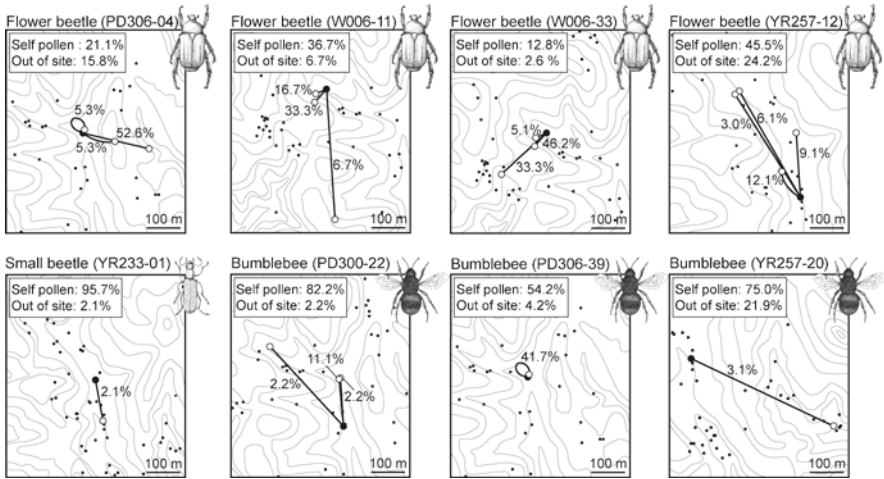 Flower beetle (PD306-04)
Self pollen : 21.1%
Out of site: 15.8%
5.3%
52.6%
5.3%
100 m
Flower beetle (W006-11)
Self pollen: 36.7%
Out of site: 6.7%
16.7%
33.3%
6.7%
100 m
Flower beetle (W006-33)
Self pollen: 12.8%
Out of site: 2.6 %
5.1%
46.2%
33.3%
100 m
Flower beetle (YR257-12)
Self pollen: 45.5%
Out of site: 24.2%
3.0%
6.1%
9.1%
12.1%
100 m
Small beetle (YR233-01)
Self pollen: 95.7%
Out of site: 2.1%
2.1%
100 m
Bumblebee (PD300-22)
Self pollen: 82.2%
Out of site: 2.2%
11.1%
2.2%
2.2%
100 m
Bumblebee (PD306-39)
Self pollen: 54.2%
Out of site: 4.2%
41.7%
100 m
Bumblebee (YR257-20)
Self pollen: 75.0%
Out of site: 21.9%
3.1%
100 m